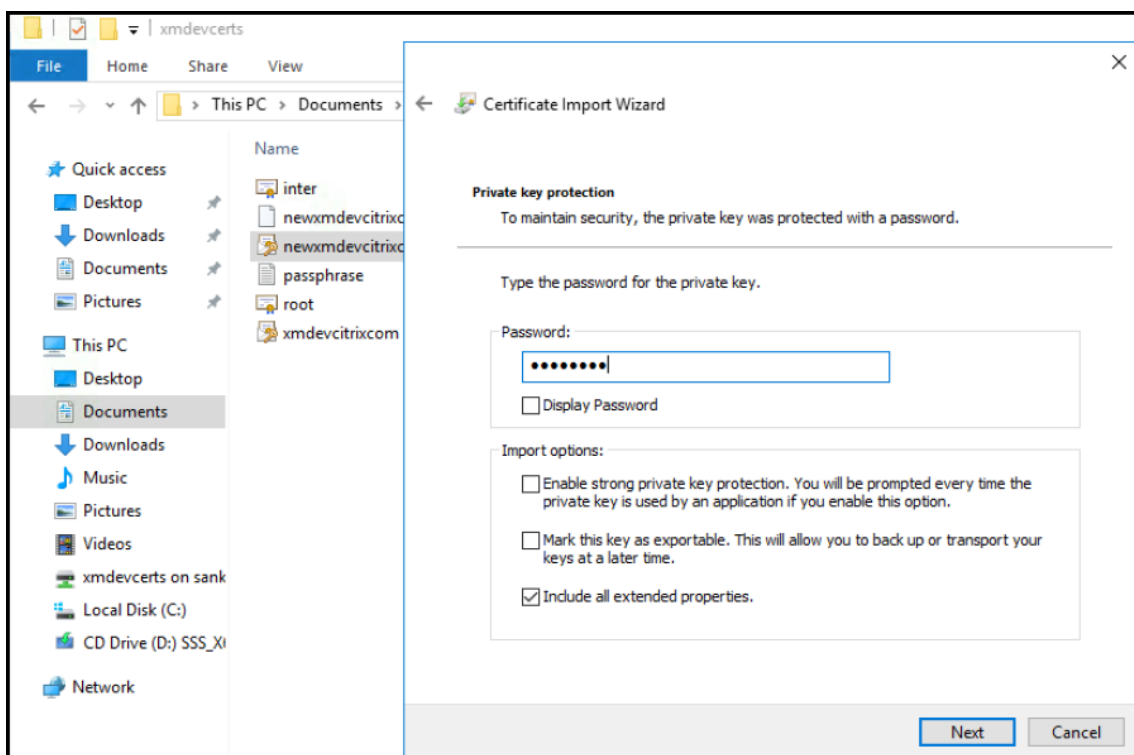 xmdevcerts
File Home Share View
This PC > Documents >
Quick access
Desktop
Downloads
Documents
Pictures
This PC
Desktop
Documents
Downloads
Music
Pictures
Videos
xmdevcerts on sank
Local Disk (C:)
CD Drive (D:) SSS_X
Network
Name
inter
newxmdevcitrixc
newxmdevcitrixc
passphrase
root
xmdevcitrixcom
Certificate Import Wizard
Private key protection
To maintain security, the private key was protected with a password.
Type the password for the private key.
Password:
••••••••
Display Password
Import options:
Enable strong private key protection. You will be prompted every time the
private key is used by an application if you enable this option.
Mark this key as exportable. This will allow you to back up or transport your
keys at a later time.
Include all extended properties.
Next Cancel